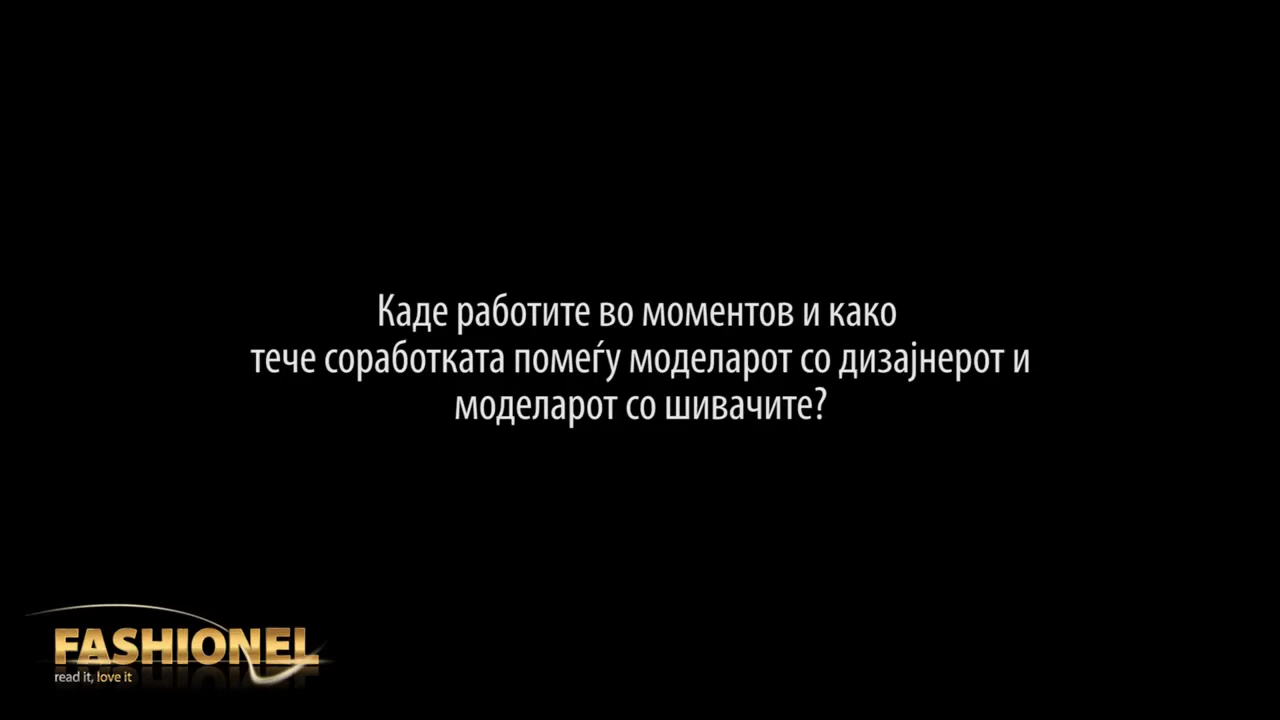 Каде работите во моментов и како
тече соработката помеѓу моделарот со дизајнерот и
моделарот со шивачите?
FASHIONEL
read it, love it